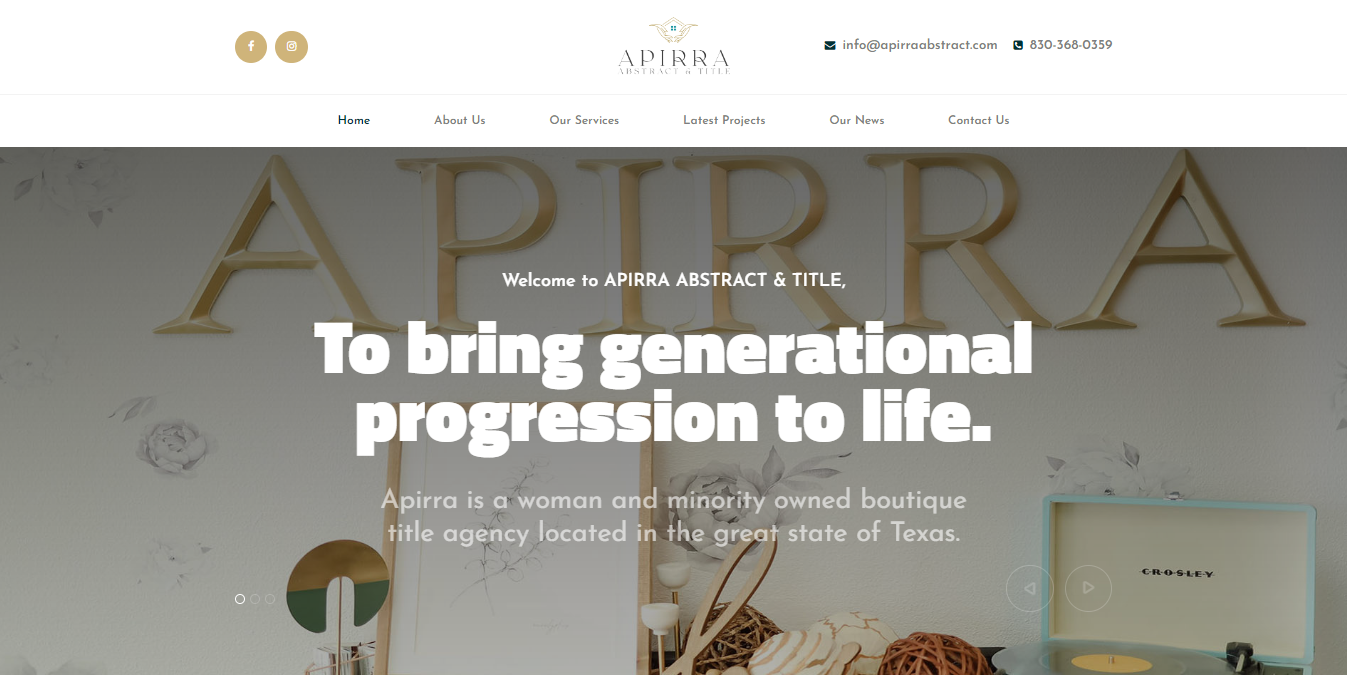 APIRRA
ABSTRACT & TITLE
info@apirraabstract.com
830-368-0359
Home
About Us
Our Services
Latest Projects
Our News
Contact Us
APIRRA
Welcome to APIRRA ABSTRACT & TITLE,
To bring generational
progression to life.
Apirra is a woman and minority owned boutique
title agency located in the great state of Texas.
CROSLEY